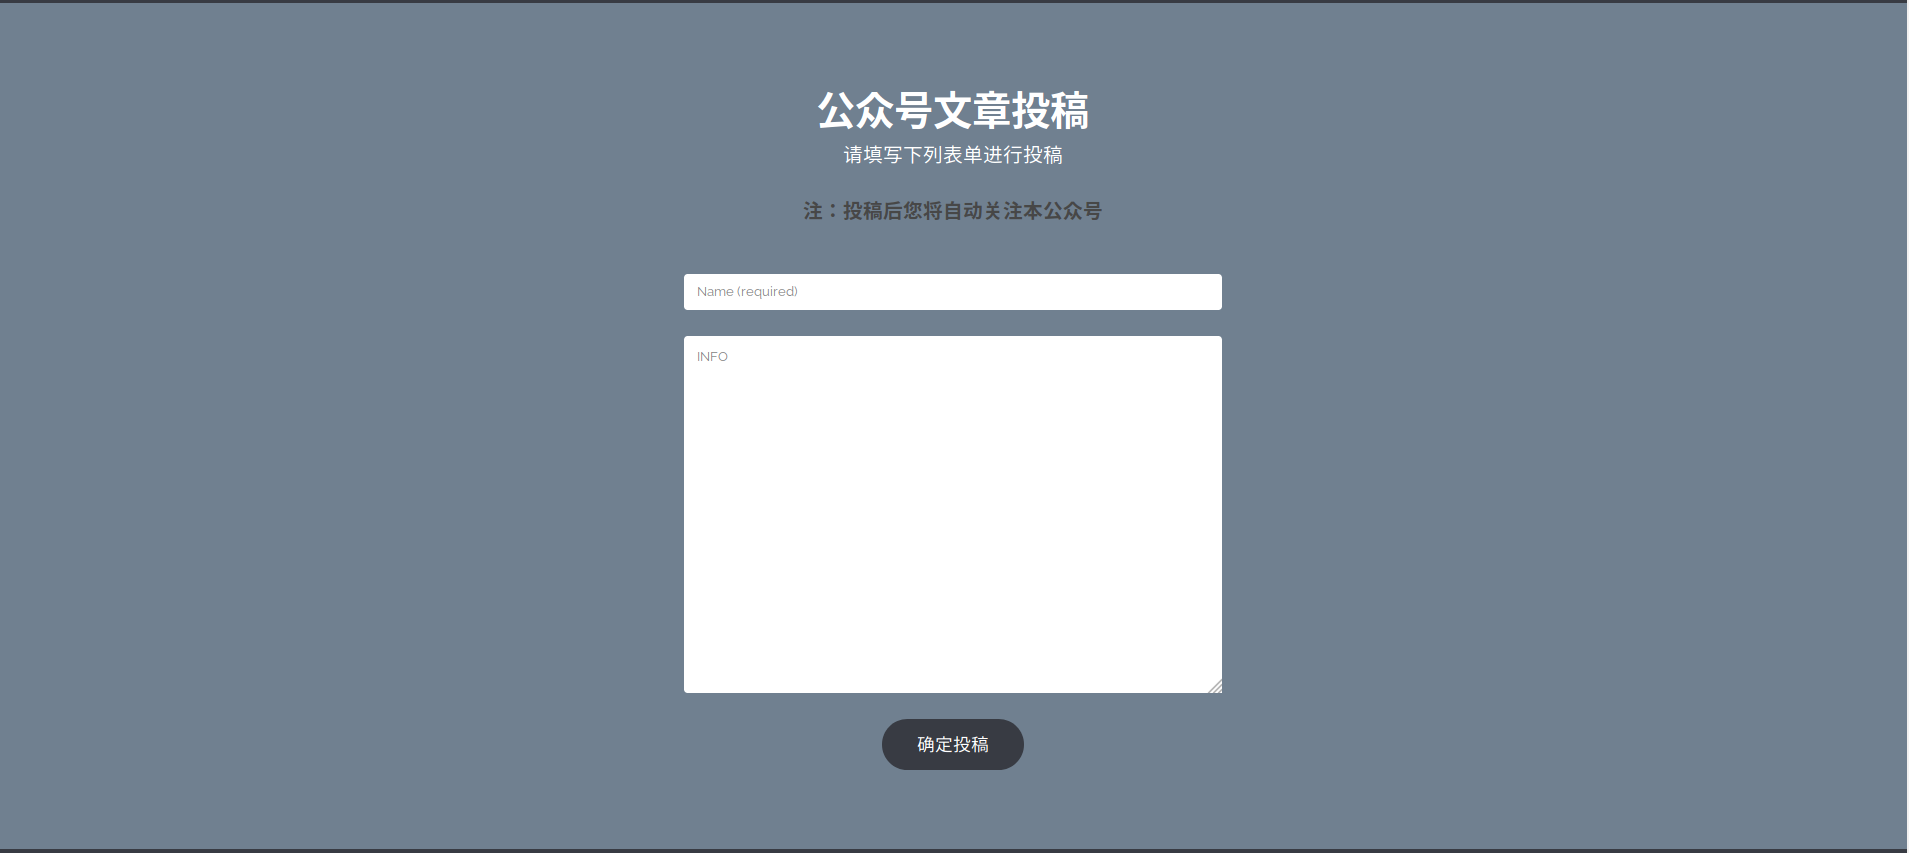 公众号文章投稿
请填写下列表单进行投稿
注：投稿后您将自动关注本公众号
Name (required)
INFO
确定投稿